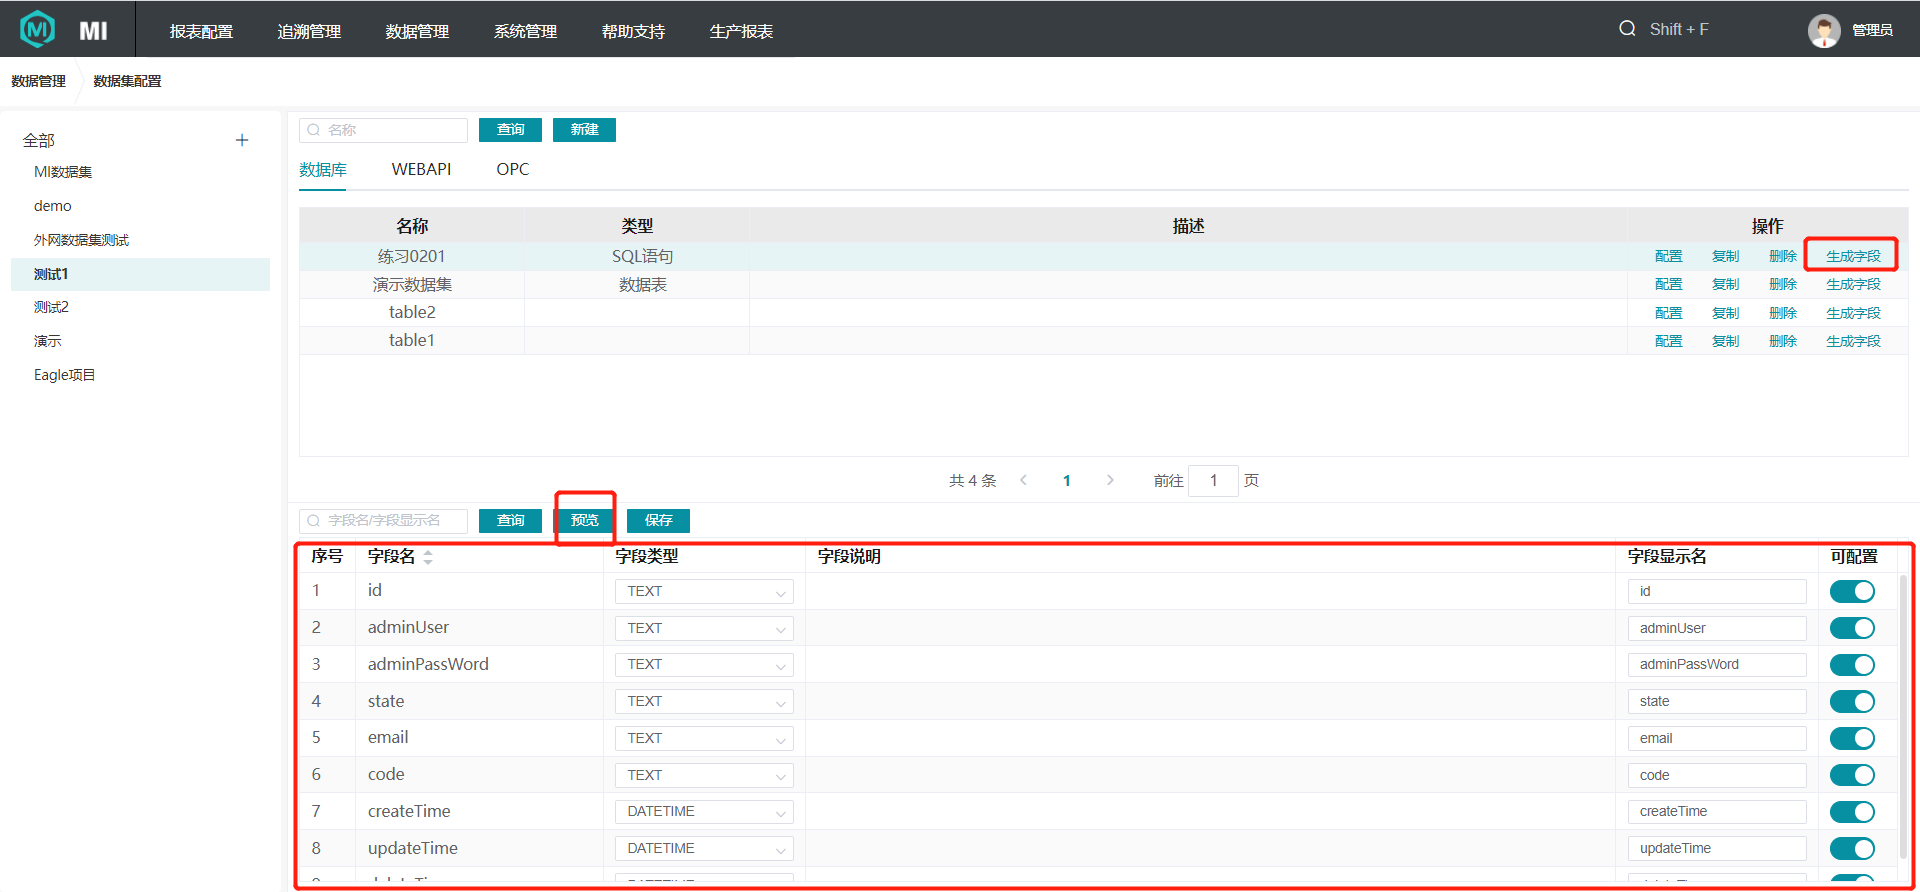 MI 报表配置 追溯管理 数据管理 系统管理 帮助支持 生产报表 Shift + F 管理员
数据管理 数据集配置
全部
MI数据集
demo
外网数据集测试
测试1
测试2
演示
Eagle项目
名称 查询 新建
数据库 WEBAPI OPC
名称 类型 描述 操作
练习0201 SQL语句 配置 复制 删除 生成字段
演示数据集 数据表 配置 复制 删除 生成字段
table2 配置 复制 删除 生成字段
table1 配置 复制 删除 生成字段
共 4 条 1 前往 1 页
字段名/字段显示名 查询 预览 保存
序号 字段名 字段类型 字段说明 字段显示名 可配置
1 id TEXT id
2 adminUser TEXT adminUser
3 adminPassWord TEXT adminPassWord
4 state TEXT state
5 email TEXT email
6 code TEXT code
7 createTime DATETIME createTime
8 updateTime DATETIME updateTime